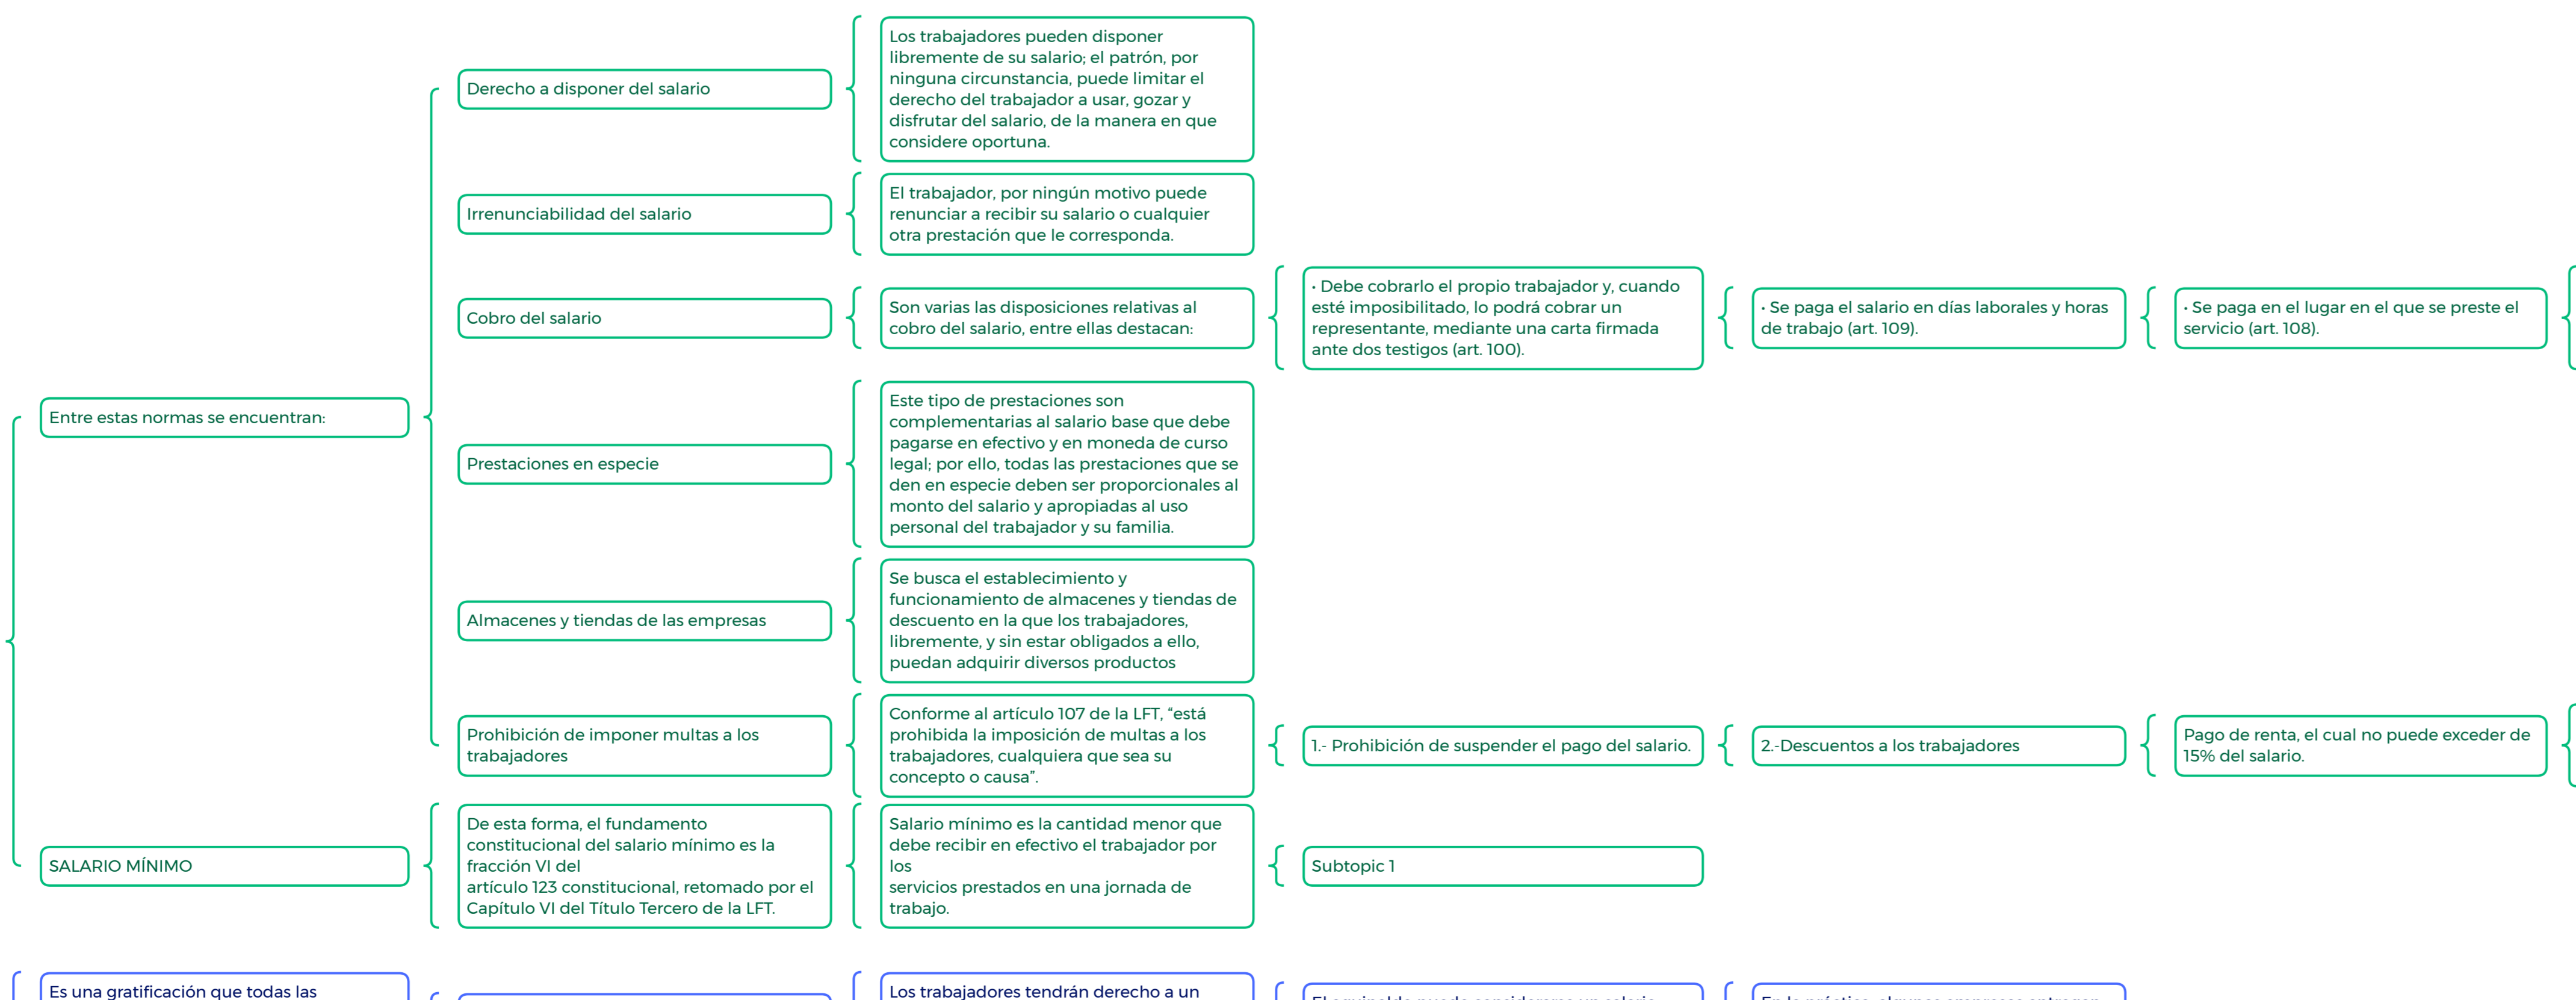 Entre estas normas se encuentran:
Derecho a disponer del salario
Los trabajadores pueden disponer
libremente de su salario; el patrón, por
ninguna circunstancia, puede limitar el
derecho del trabajador a usar, gozar y
disfrutar del salario, de la manera en que
considere oportuna.
Irrenunciabilidad del salario
El trabajador, por ningún motivo puede
renunciar a recibir su salario o cualquier
otra prestación que le corresponda.
Cobro del salario
Son varias las disposiciones relativas al
cobro del salario, entre ellas destacan:
• Debe cobrarlo el propio trabajador y, cuando
esté imposibilitado, lo podrá cobrar un
representante, mediante una carta firmada
ante dos testigos (art. 100).
• Se paga el salario en días laborales y horas
de trabajo (art. 109).
• Se paga en el lugar en el que se preste el
servicio (art. 108).
Prestaciones en especie
Este tipo de prestaciones son
complementarias al salario base que debe
pagarse en efectivo y en moneda de curso
legal; por ello, todas las prestaciones que se
den en especie deben ser proporcionales al
monto del salario y apropiadas al uso
personal del trabajador y su familia.
Almacenes y tiendas de las empresas
Se busca el establecimiento y
funcionamiento de almacenes y tiendas de
descuento en la que los trabajadores,
libremente, y sin estar obligados a ello,
puedan adquirir diversos productos
Prohibición de imponer multas a los
trabajadores
Conforme al artículo 107 de la LFT, “está
prohibida la imposición de multas a los
trabajadores, cualquiera que sea su
concepto o causa”.
1.- Prohibición de suspender el pago del salario.
2.-Descuentos a los trabajadores
Pago de renta, el cual no puede exceder de
15% del salario.
SALARIO MÍNIMO
De esta forma, el fundamento
constitucional del salario mínimo es la
fracción VI del
artículo 123 constitucional, retomado por el
Capítulo VI del Título Tercero de la LFT.
Salario mínimo es la cantidad menor que
debe recibir en efectivo el trabajador por
los
servicios prestados en una jornada de
trabajo.
Subtopic 1
Es una gratificación que todas las
Los trabajadores tendrán derecho a un